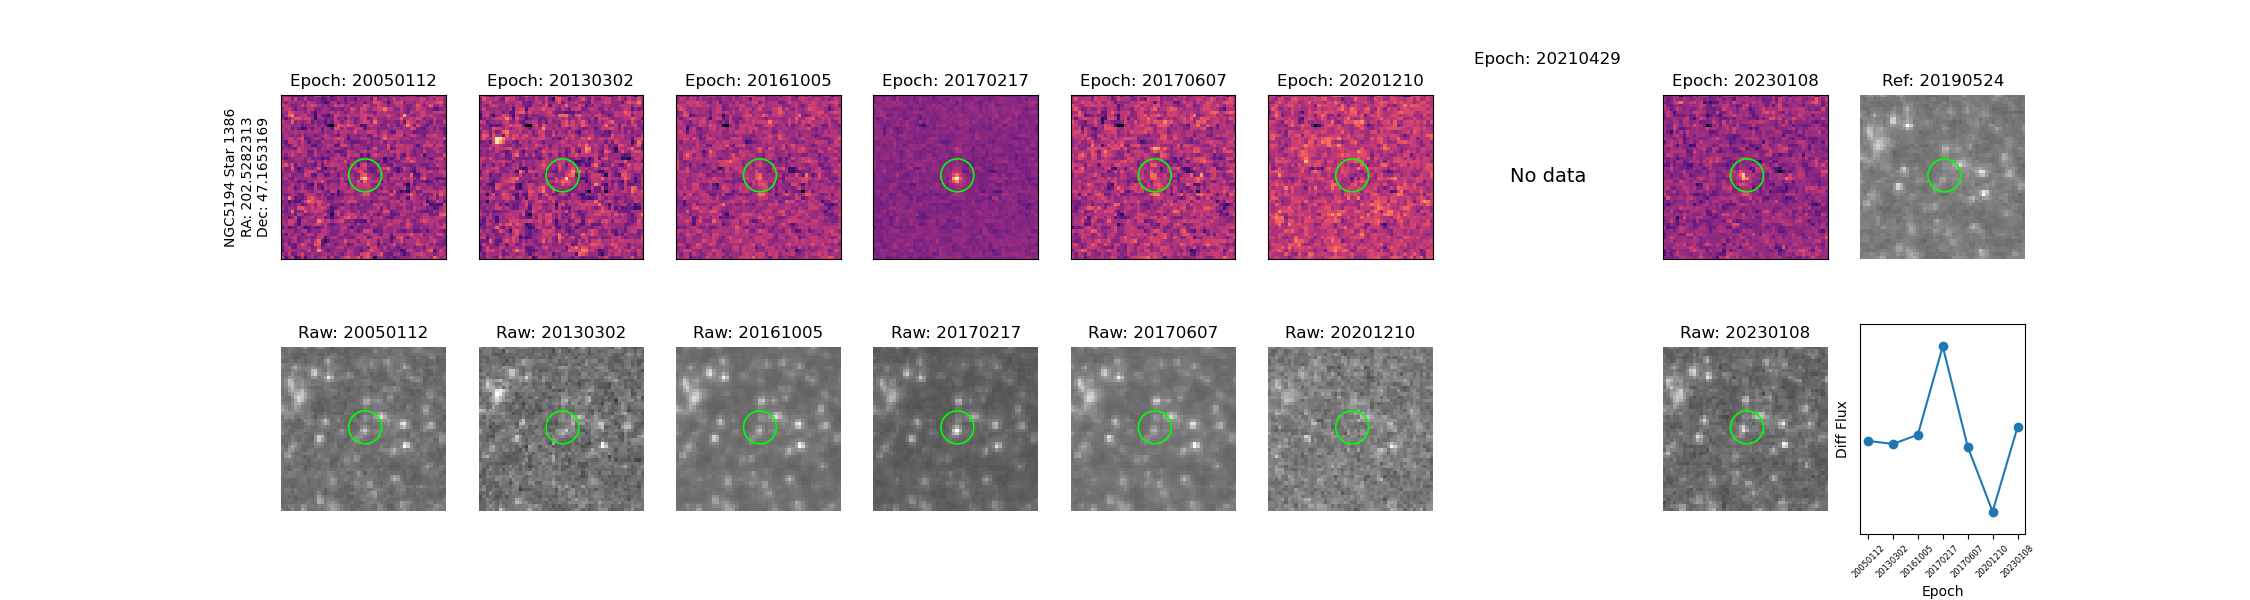 Epoch: 20050112
Epoch: 20130302
Epoch: 20161005
Epoch: 20170217
Epoch: 20170607
Epoch: 20201210
Epoch: 20210429
Epoch: 20230108
Ref: 20190524
NGC5194 Star 1386
RA: 202.5282313
Dec: 47.1653169
No data
Raw: 20050112
Raw: 20130302
Raw: 20161005
Raw: 20170217
Raw: 20170607
Raw: 20201210
Raw: 20230108
Diff Flux
20050112
20130302
20161005
20170217
20170607
20201210
20230108
Epoch